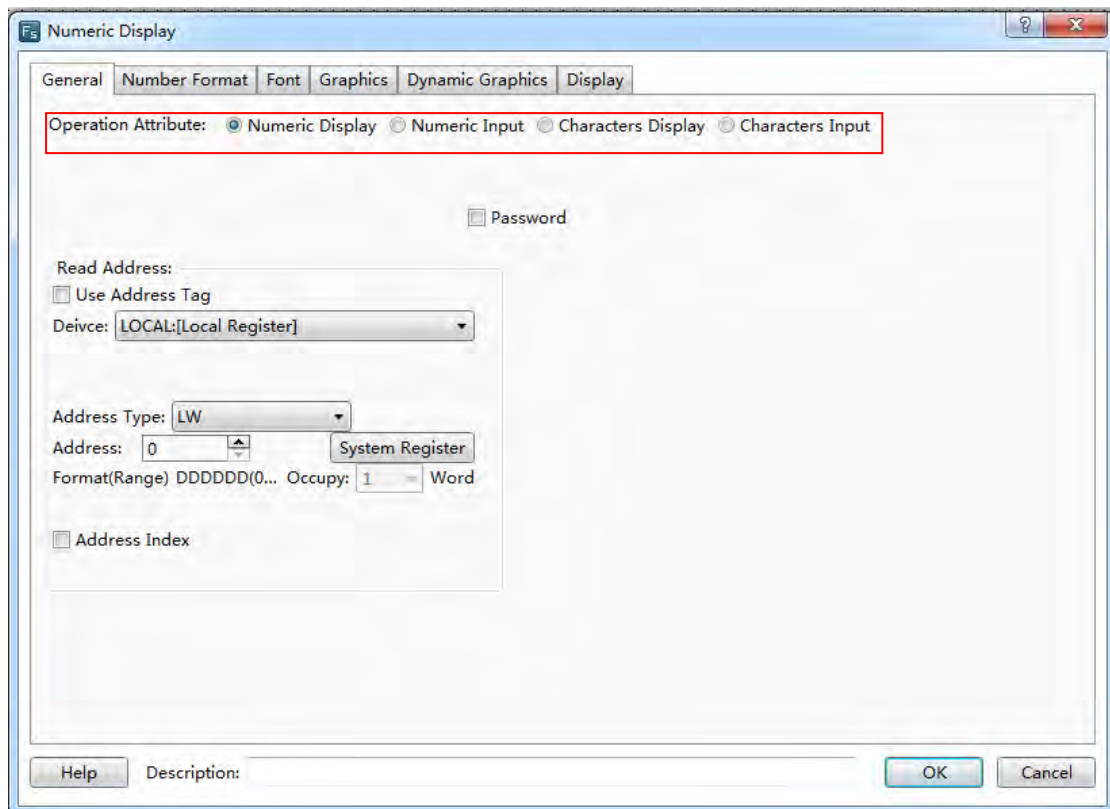 Fs Numeric Display
General Number Format Font Graphics Dynamic Graphics Display
Operation Attribute: Numeric Display Numeric Input Characters Display Characters Input
Password
Read Address:
Use Address Tag
Deivce: LOCAL:[Local Register]
Address Type: LW
Address: 0 System Register
Format(Range) DDDDDD(0... Occupy: 1 Word
Address Index
Help Description: OK Cancel